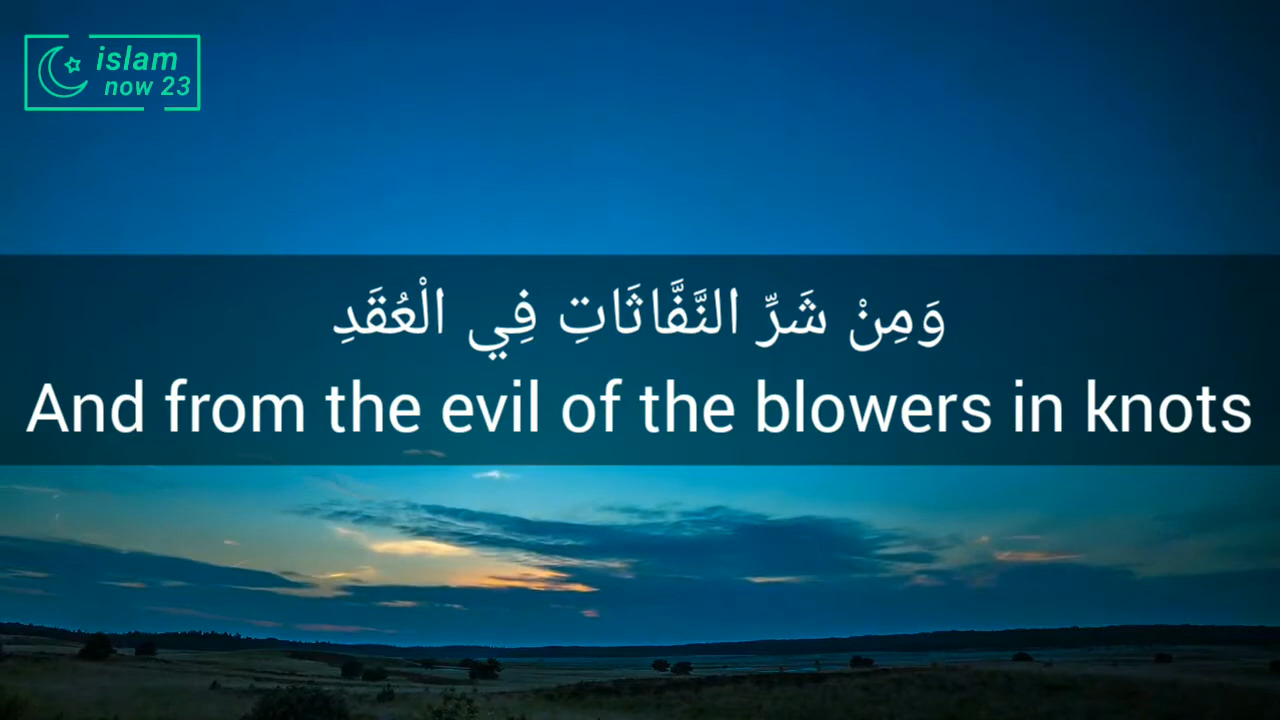 islam
now 23
وَمِنْ شَرِّ النَّفَّاثَاتِ فِي الْعُقَدِ
And from the evil of the blowers in knots